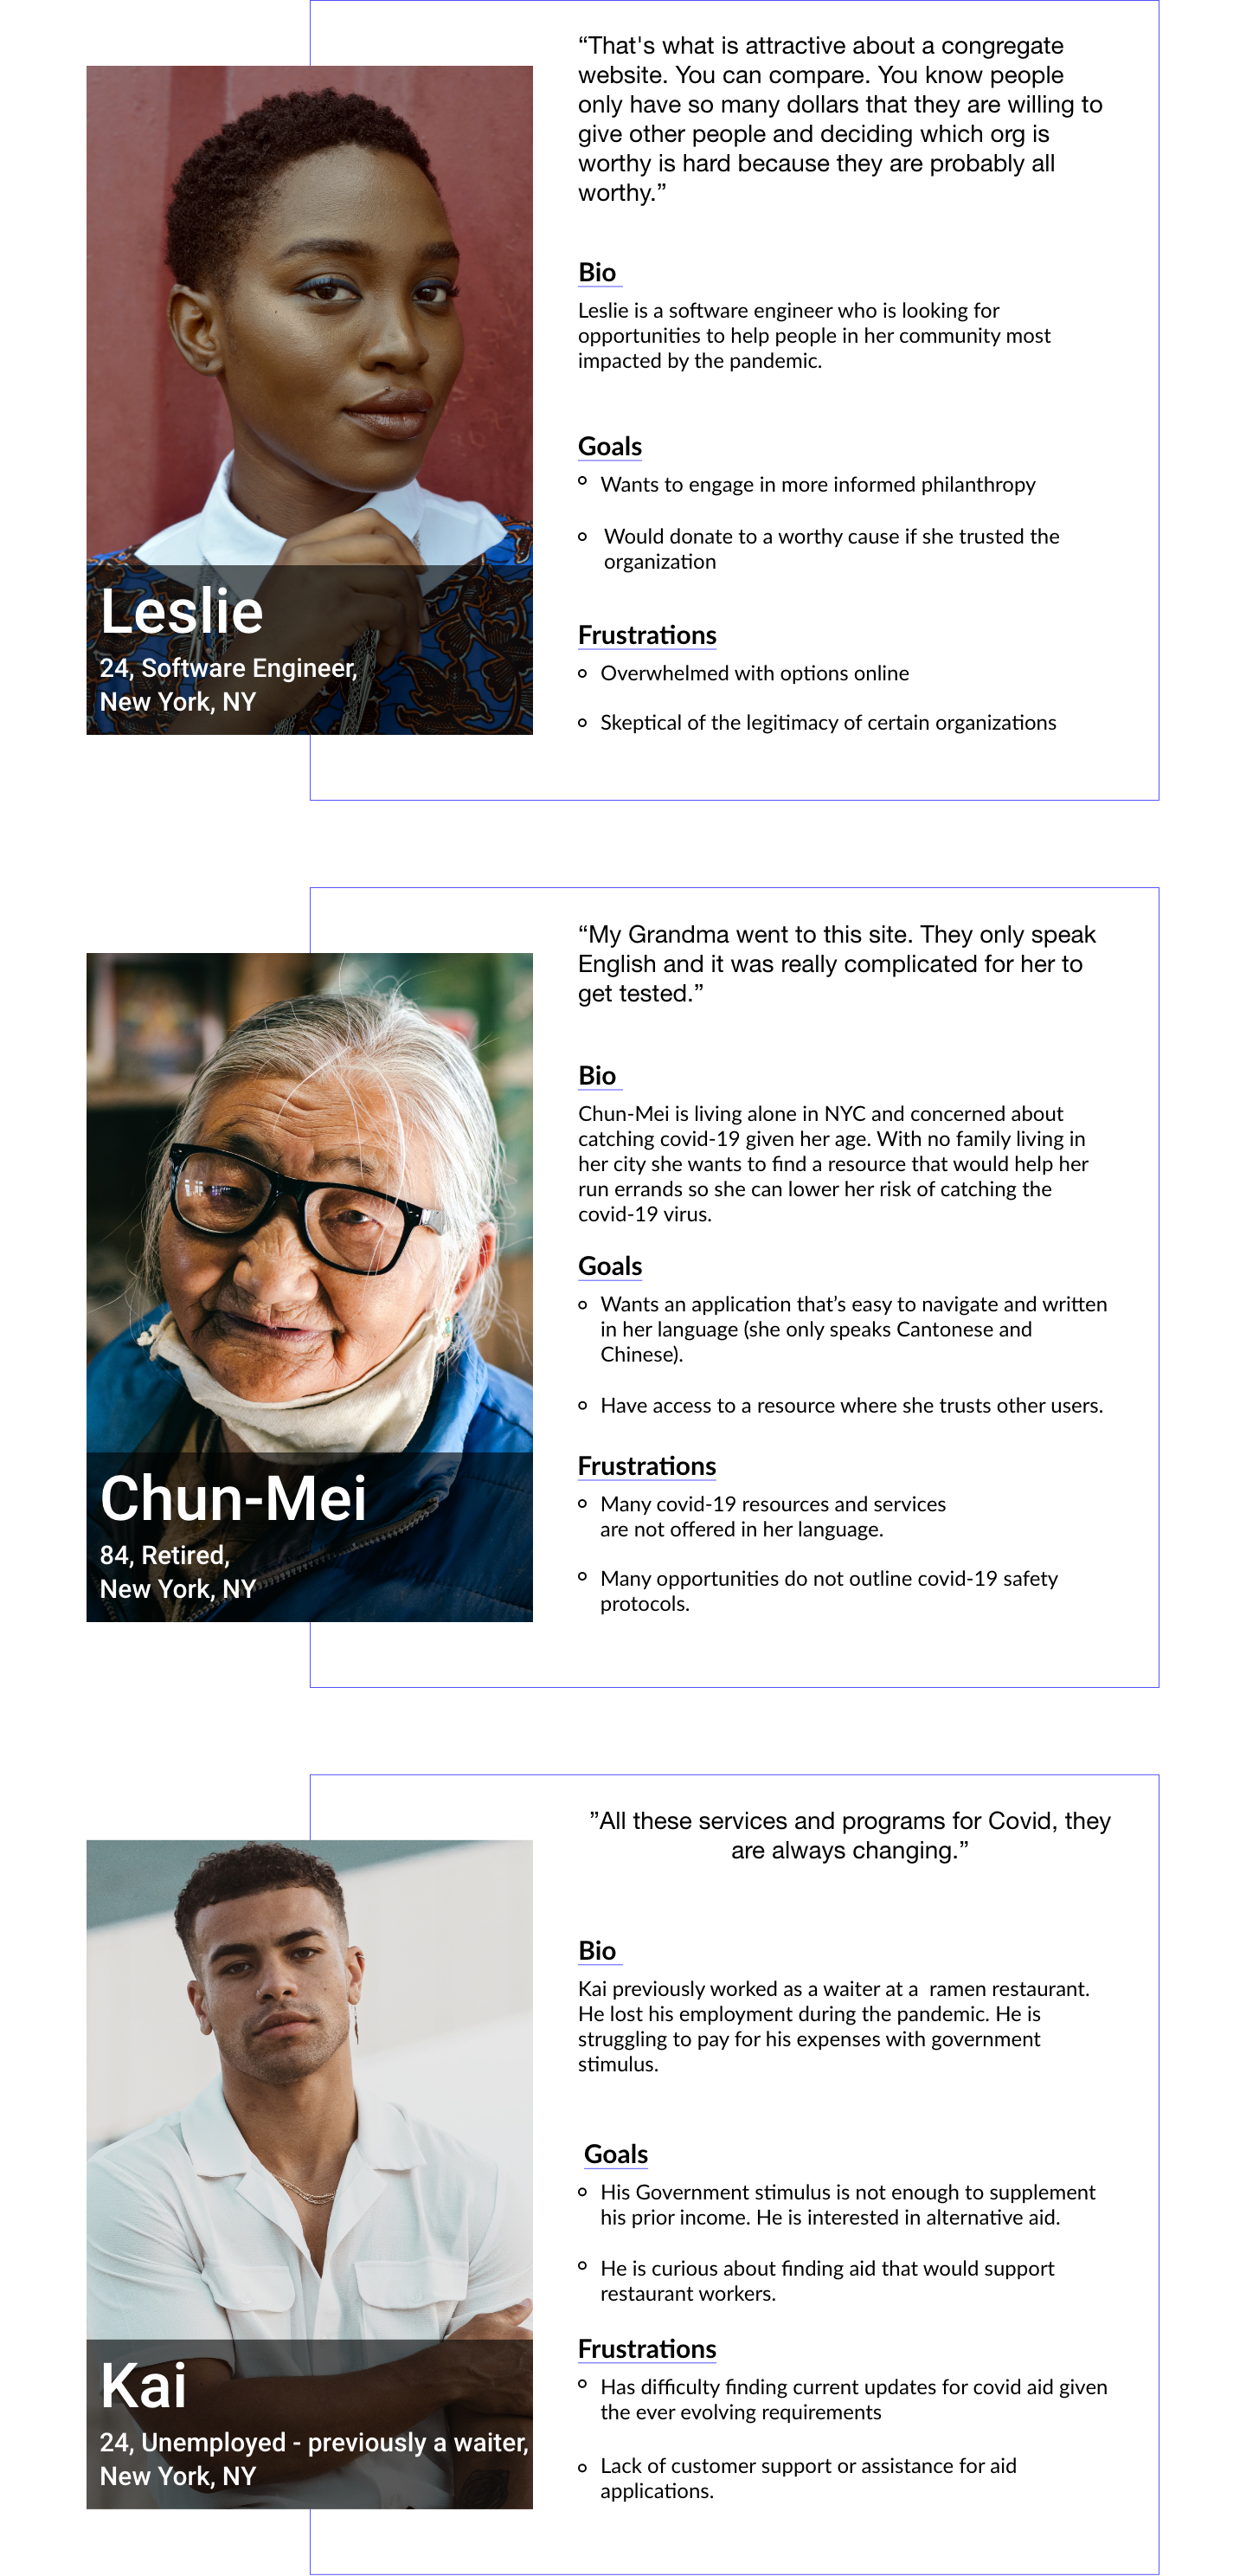 “That's what is attractive about a congregate
website. You can compare. You know people
only have so many dollars that they are willing to
give other people and deciding which org is
worthy is hard because they are probably all
worthy.”
Bio
Leslie is a software engineer who is looking for
opportunities to help people in her community most
impacted by the pandemic.
Goals
Wants to engage in more informed philanthropy
Would donate to a worthy cause if she trusted the
organization
Frustrations
Overwhelmed with options online
Skeptical of the legitimacy of certain organizations
Leslie
24, Software Engineer,
New York, NY
“My Grandma went to this site. They only speak
English and it was really complicated for her to
get tested.”
Bio
Chun-Mei is living alone in NYC and concerned about
catching covid-19 given her age. With no family living in
her city she wants to find a resource that would help her
run errands so she can lower her risk of catching the
covid-19 virus.
Goals
Wants an application that’s easy to navigate and written
in her language (she only speaks Cantonese and
Chinese).
Have access to a resource where she trusts other users.
Frustrations
Many covid-19 resources and services
are not offered in her language.
Many opportunities do not outline covid-19 safety
protocols.
Chun-Mei
84, Retired,
New York, NY
”All these services and programs for Covid, they
are always changing.”
Bio
Kai previously worked as a waiter at a  ramen restaurant.
He lost his employment during the pandemic. He is
struggling to pay for his expenses with government
stimulus.
Goals
His Government stimulus is not enough to supplement
his prior income. He is interested in alternative aid.
He is curious about finding aid that would support
restaurant workers.
Frustrations
Has difficulty finding current updates for covid aid given
the ever evolving requirements
Lack of customer support or assistance for aid
applications.
Kai
24, Unemployed - previously a waiter,
New York, NY